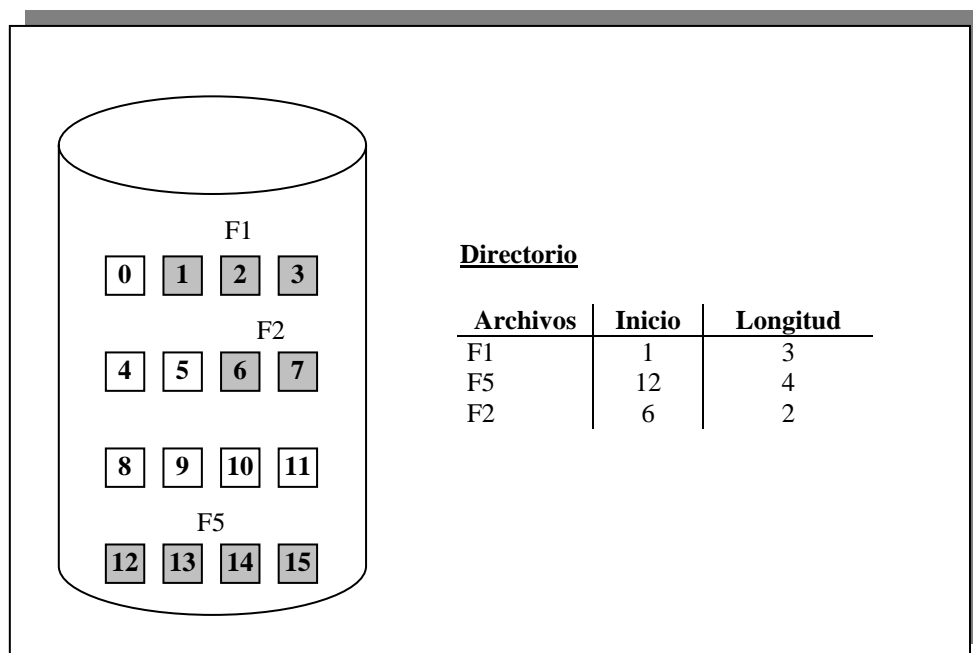 F1
0 1 2 3
F2
4 5 6 7
8 9 10 11
F5
12 13 14 15
Directorio
Archivos Inicio Longitud
F1 1 3
F5 12 4
F2 6 2